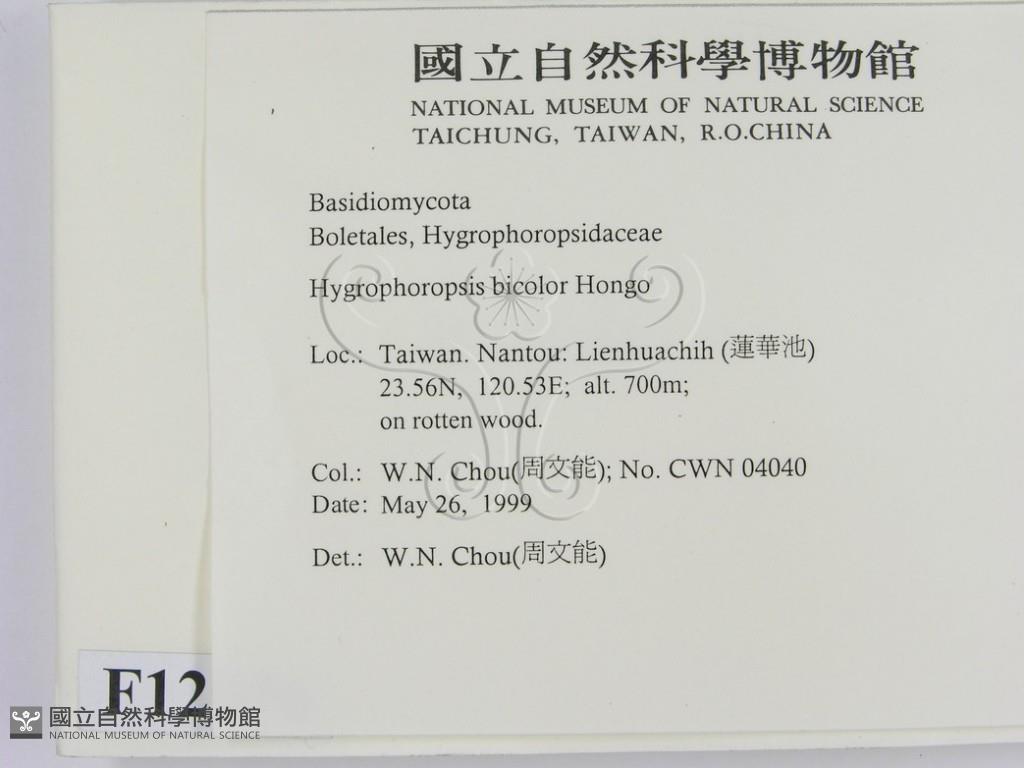 國立自然科學博物館
NATIONAL MUSEUM OF NATURAL SCIENCE
TAICHUNG, TAIWAN, R.O.CHINA
Basidiomycota
Boletales, Hygrophoropsidaceae
Hygrophoropsis bicolor Hongo
Loc.: Taiwan. Nantou: Lienhuachih (蓮華池)
23.56N, 120.53E; alt. 700m;
on rotten wood.
Col.: W.N. Chou(周文能); No. CWN 04040
Date: May 26, 1999
Det.: W.N. Chou(周文能)
F12
國立自然科學博物館
NATIONAL MUSEUM OF NATURAL SCIENCE